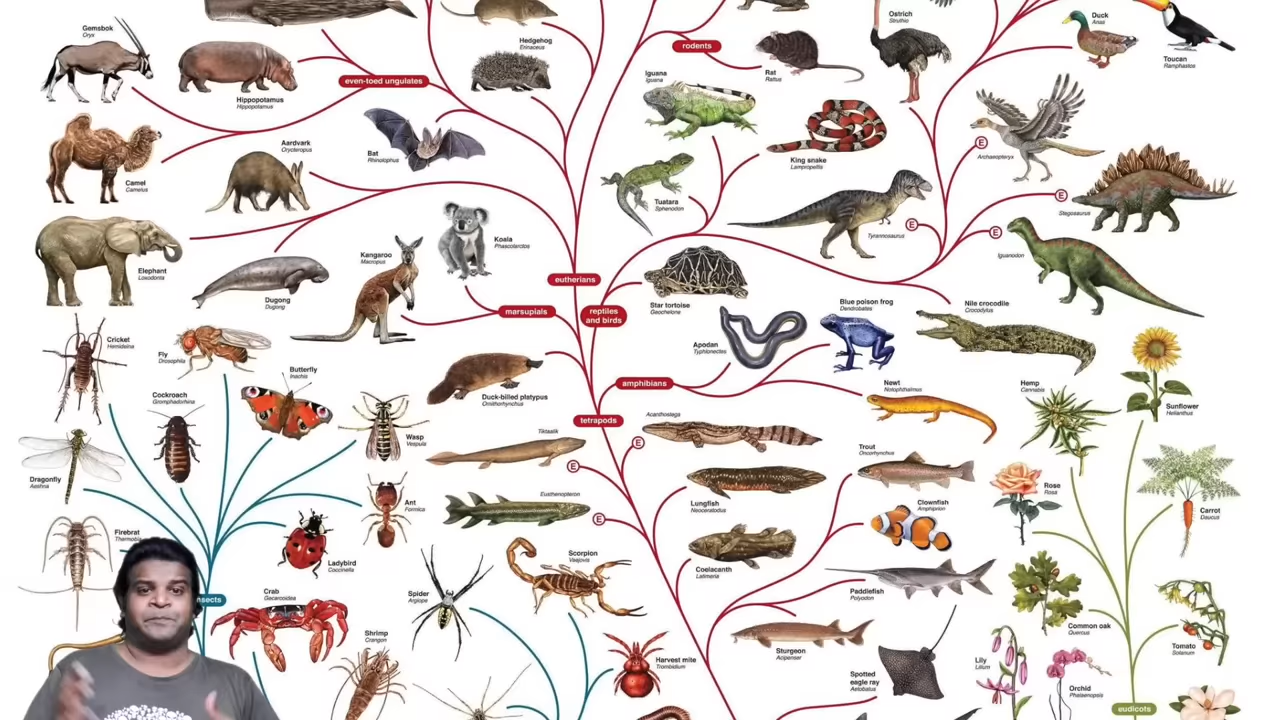 Gemsbok
Oryx
Hippopotamus
Hippopotamus
even-toed ungulates
Hedgehog
Erinaceus
rodents
Rat
Rattus
Ostrich
Struthio
Duck
Anas
Toucan
Ramphastos
Camel
Camelus
Aardvark
Orycteropus
Bat
Rhinolophus
Iguana
Iguana
King snake
Lampropeltis
Tuatara
Sphenodon
E
Archaeopteryx
Elephant
Loxodonta
Dugong
Dugong
Kangaroo
Macropus
Koala
Phascolarctos
eutherians
marsupials
reptiles
and birds
Star tortoise
Geochelone
Tyrannosaurus
E
E
Stegosaurus
E
Iguanodon
Nile crocodile
Crocodylus
Cricket
Hemideina
Fly
Drosophila
Butterfly
Inachis
Cockroach
Gromphadorhina
Wasp
Vespula
Dragonfly
Aeshna
Ant
Formica
Firebrat
Thermobia
Ladybird
Coccinella
insects
Duck-billed platypus
Ornithorhynchus
Apodan
Typhlonectes
Blue poison frog
Dendrobates
amphibians
Newt
Notophthalmus
tetrapods
Acanthostega
E
Tiktaalik
E
Eusthenopteron
E
Lungfish
Neoceratodus
Trout
Oncorhynchus
Clownfish
Amphiprion
Coelacanth
Latimeria
Paddlefish
Polyodon
Sturgeon
Acipenser
Spotted
eagle ray
Aetobatus
Crab
Gecarcoidea
Shrimp
Crangon
Spider
Argiope
Scorpion
Vaejovis
Harvest mite
Trombidium
Hemp
Cannabis
Sunflower
Helianthus
Rose
Rosa
Carrot
Daucus
Common oak
Quercus
Tomato
Solanum
Lily
Lilium
Orchid
Phalaenopsis
eudicots